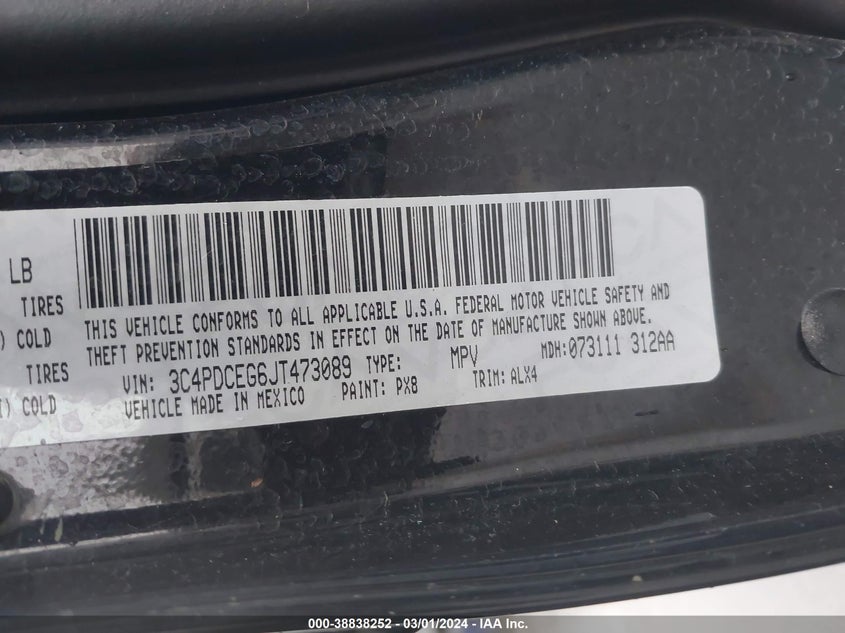 LB
TIRES
) COLD
TIRES
) COLD
THIS VEHICLE CONFORMS TO ALL APPLICABLE U.S.A. FEDERAL MOTOR VEHICLE SAFETY AND
THEFT PREVENTION STANDARDS IN EFFECT ON THE DATE OF MANUFACTURE SHOWN ABOVE.
VIN: 3C4PDCEG6JT473089 TYPE: MPV MDH:073111 312AA
VEHICLE MADE IN MEXICO PAINT: PX8 TRIM: ALX4
000-38838252 - 03/01/2024 - IAA Inc.